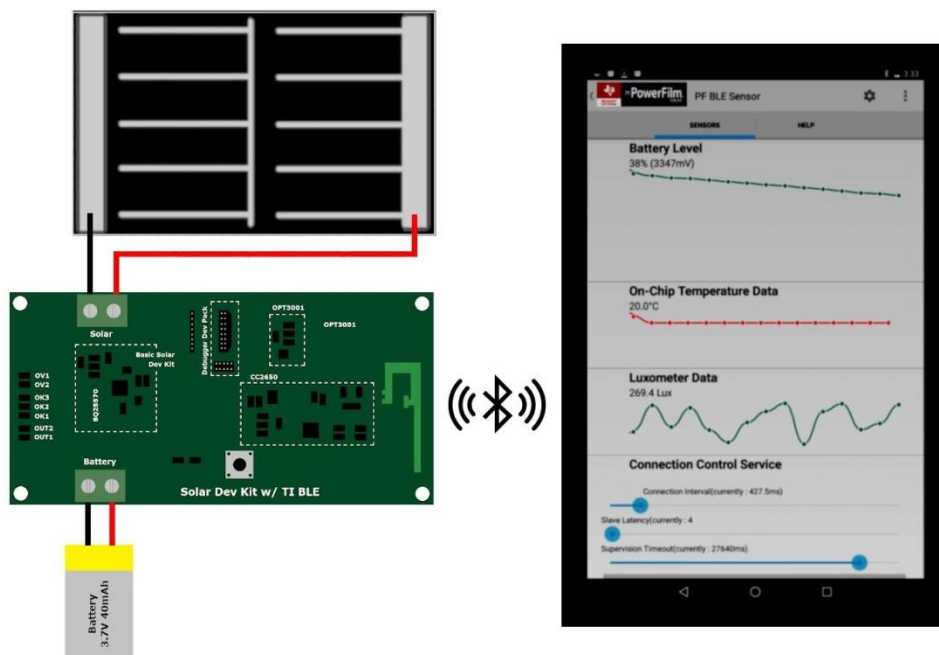 Solar
Basic Solar
Dev Kit
BQ25570
OV1
OV2
OK3
OK2
OK1
OUT2
OUT1
Debugger Dev Pack
OPT3001
OPT3001
CC2650
Battery
Solar Dev Kit w/ TI BLE
Battery
3.7V 40mAh
3:33
PowerFilm
SOLAR
PF BLE Sensor
SENSORS
HELP
Battery Level
38% (3347mV)
On-Chip Temperature Data
20.0°C
Luxometer Data
269.4 Lux
Connection Control Service
Connection Interval(currently : 427.5ms)
Slave Latency(currently : 4
Supervision Timeout(currently : 27640ms)